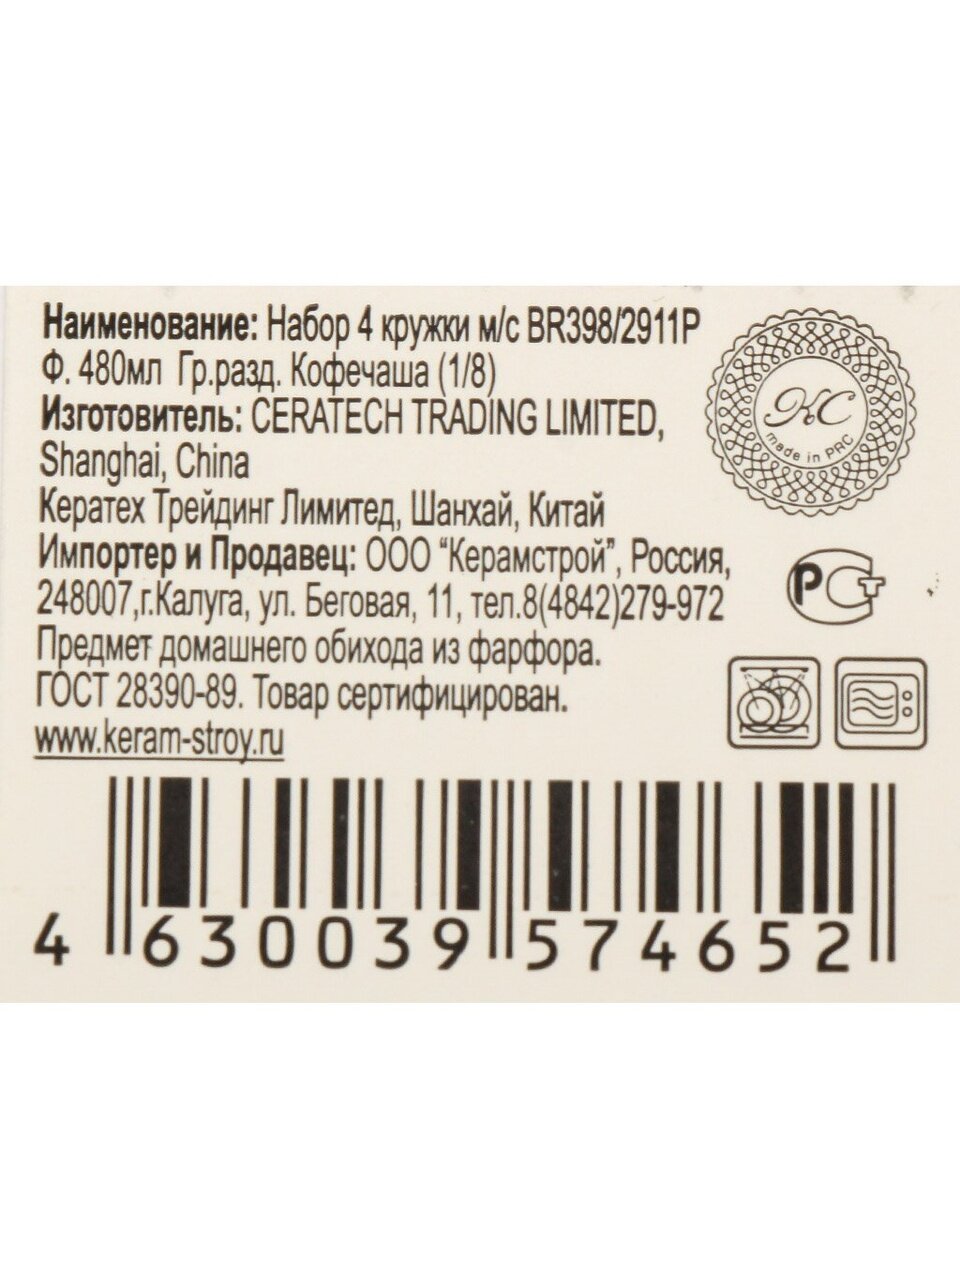 Наименование: Набор 4 кружки м/с BR398/2911P
Ф. 480мл Гр.разд. Кофечаша (1/8)
Изготовитель: CERATECH TRADING LIMITED,
Shanghai, China
Кератех Трейдинг Лимитед, Шанхай, Китай
Импортер и Продавец: ООО “Керамстрой”, Россия,
248007,г.Калуга, ул. Беговая, 11, тел.8(4842)279-972
Предмет домашнего обихода из фарфора.
ГОСТ 28390-89. Товар сертифицирован.
www.keram-stroy.ru
KC
made in PRC
РСТ
4 630039 574652